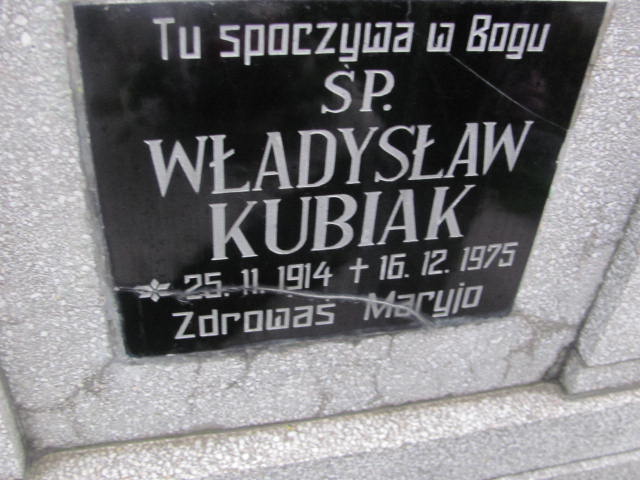 Tu spoczywa w Bogu
ŚP.
WŁADYSŁAW
KUBIAK
* 25. 11. 1914 + 16. 12. 1975
Zdrowaś Maryjo